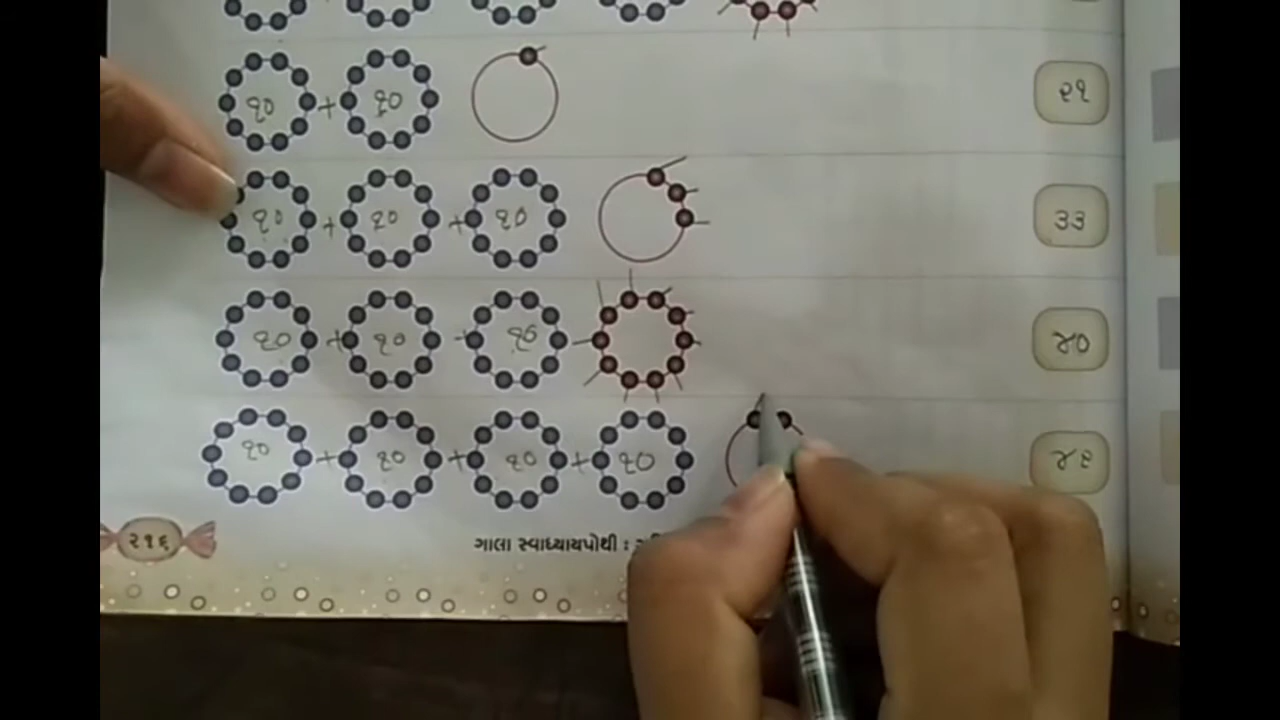 ૧૦ + ૧૦ ૨૧
૧૦ + ૧૦ + ૧૦ ૩૩
૧૦ + ૧૦ + ૧૦ ૪૦
૧૦ + ૧૦ + ૧૦ + ૧૦ ૪૬
૨૧૬ ગાલા સ્વાધ્યાયપોથી :